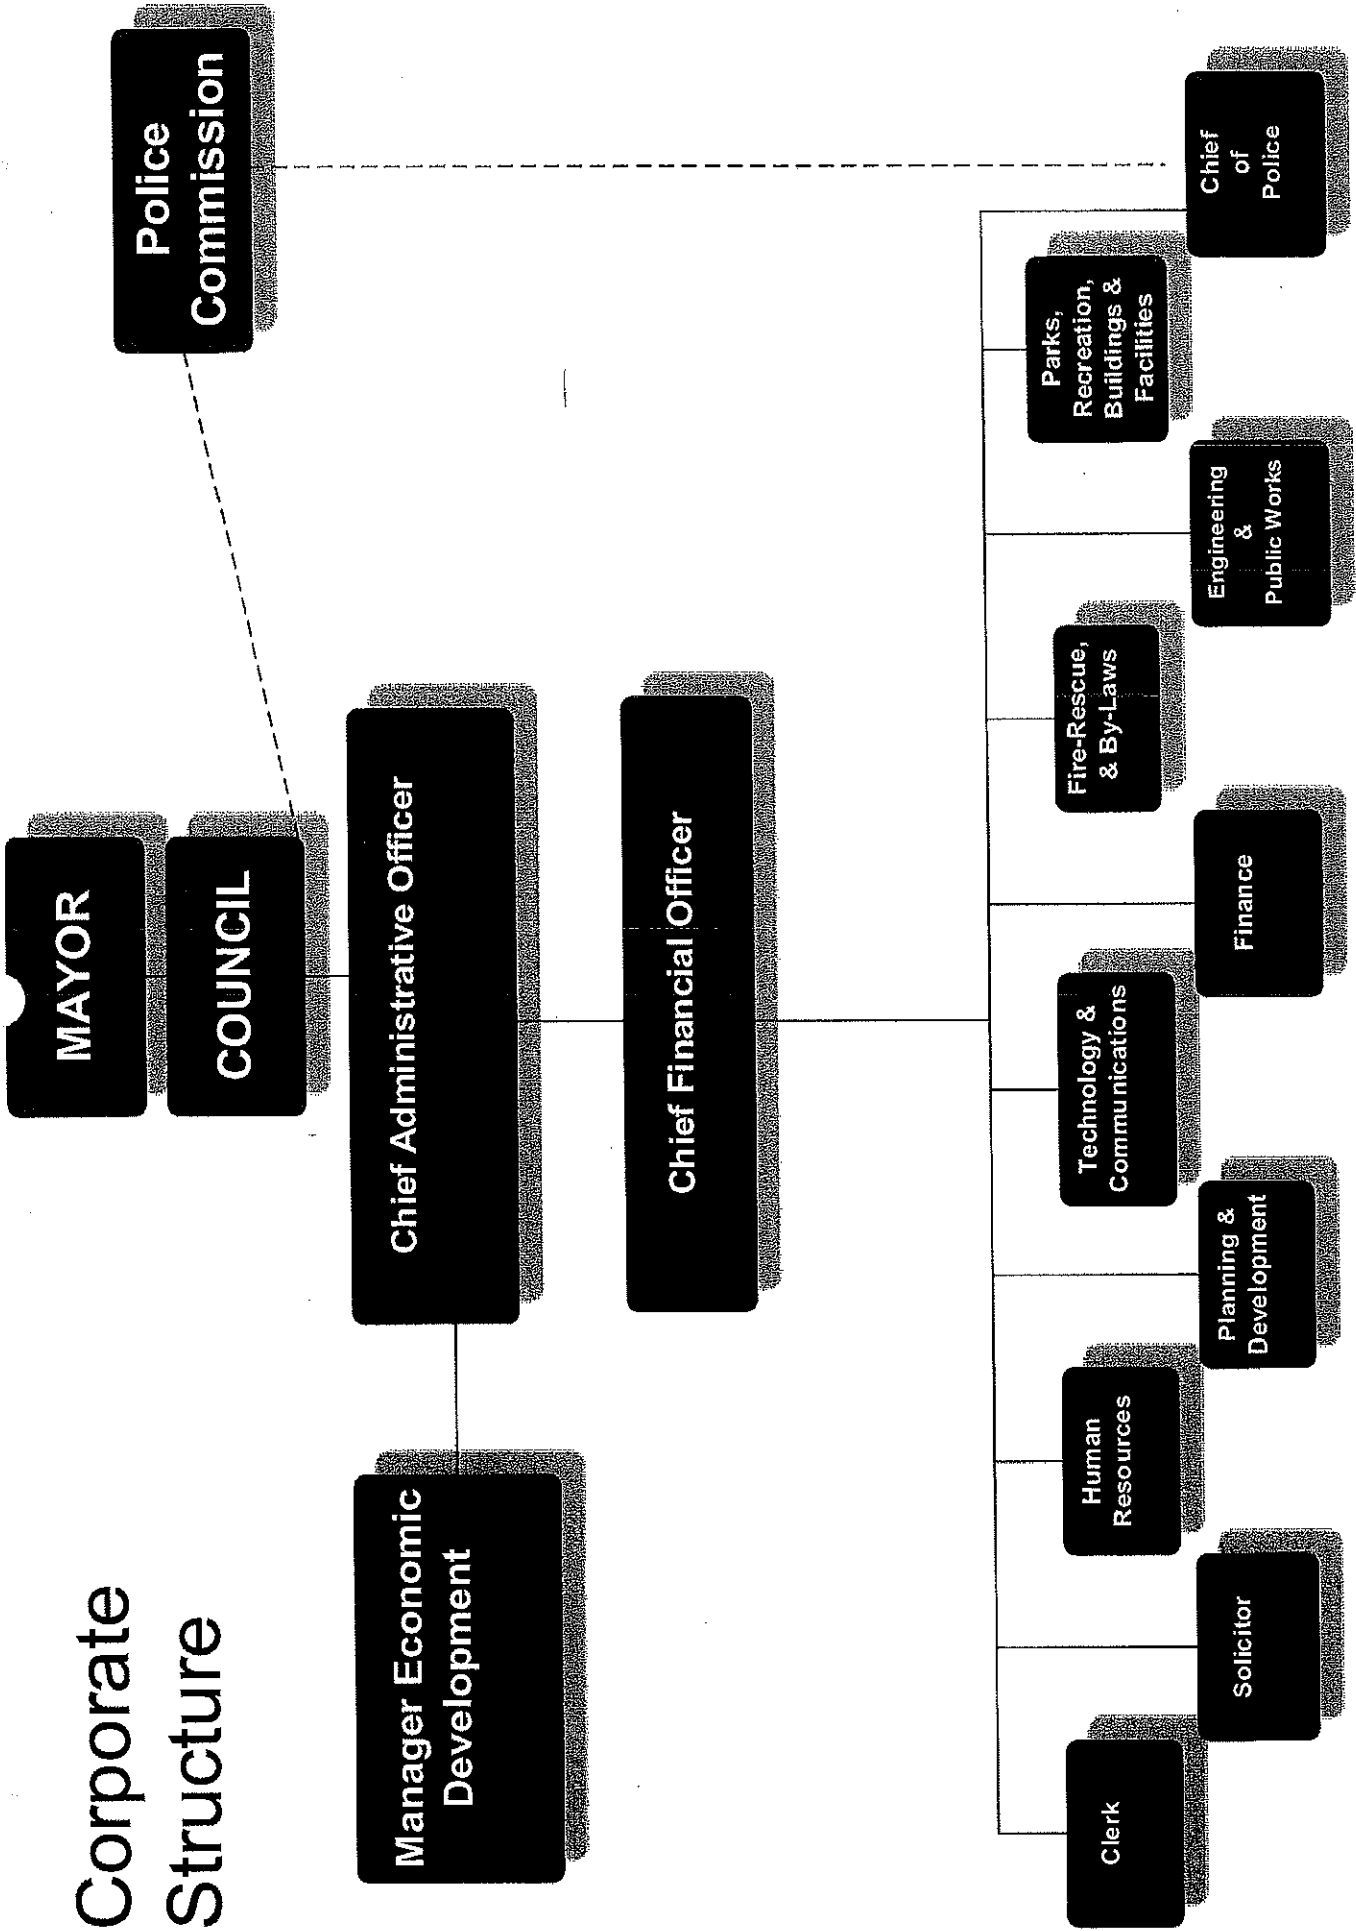 Corporate
Structure
MAYOR
COUNCIL
Police
Commission
Chief Administrative Officer
Manager Economic
Development
Chief Financial Officer
Clerk
Solicitor
Human
Resources
Planning &
Development
Technology &
Communications
Finance
Fire-Rescue,
& By-Laws
Engineering
&
Public Works
Parks,
Recreation,
Buildings &
Facilities
Chief
of
Police